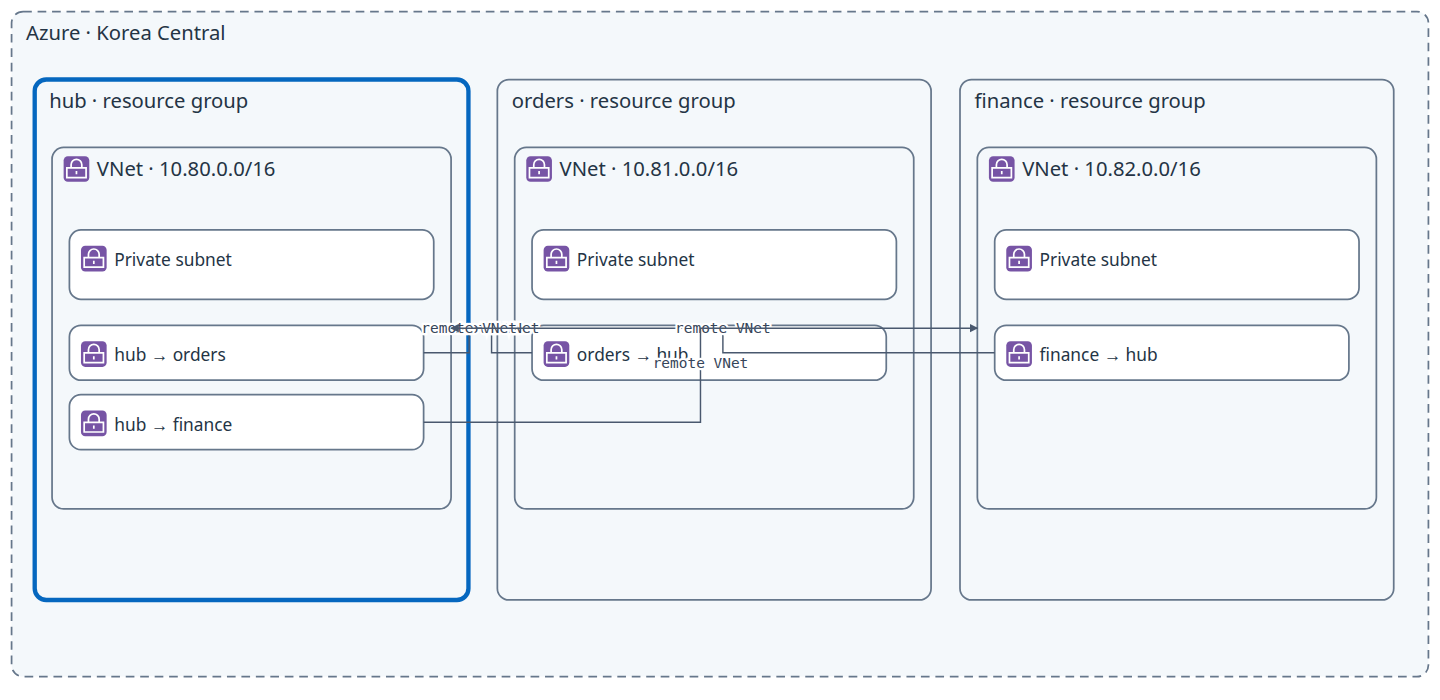 Azure · Korea Central
hub · resource group
orders · resource group
finance · resource group
VNet · 10.80.0.0/16
VNet · 10.81.0.0/16
VNet · 10.82.0.0/16
Private subnet
Private subnet
Private subnet
remote VNet
remote VNet
hub → orders
orders → hub
finance → hub
remote VNet
hub → finance